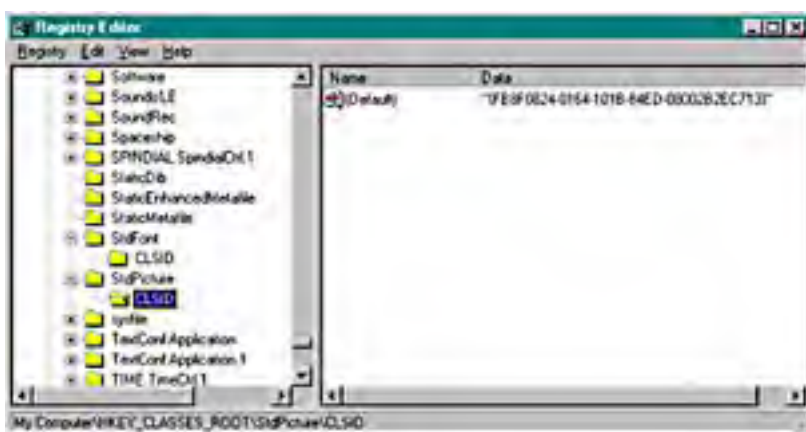 Registry Editor
Registry Edit View Help
Software
SoundRec
Spaceship
SPINDIAL.SpindialCtrl.1
StaticDib
StaticEnhancedMetafile
StaticMetafile
StdFont
CLSID
StdPicture
CLSID
sysfile
TextConf.Application
TextConf.Application.1
TIME.TimeCtrl.1
Name Data
(Default)
My Computer\HKEY_CLASSES_ROOT\StdPicture\CLSID